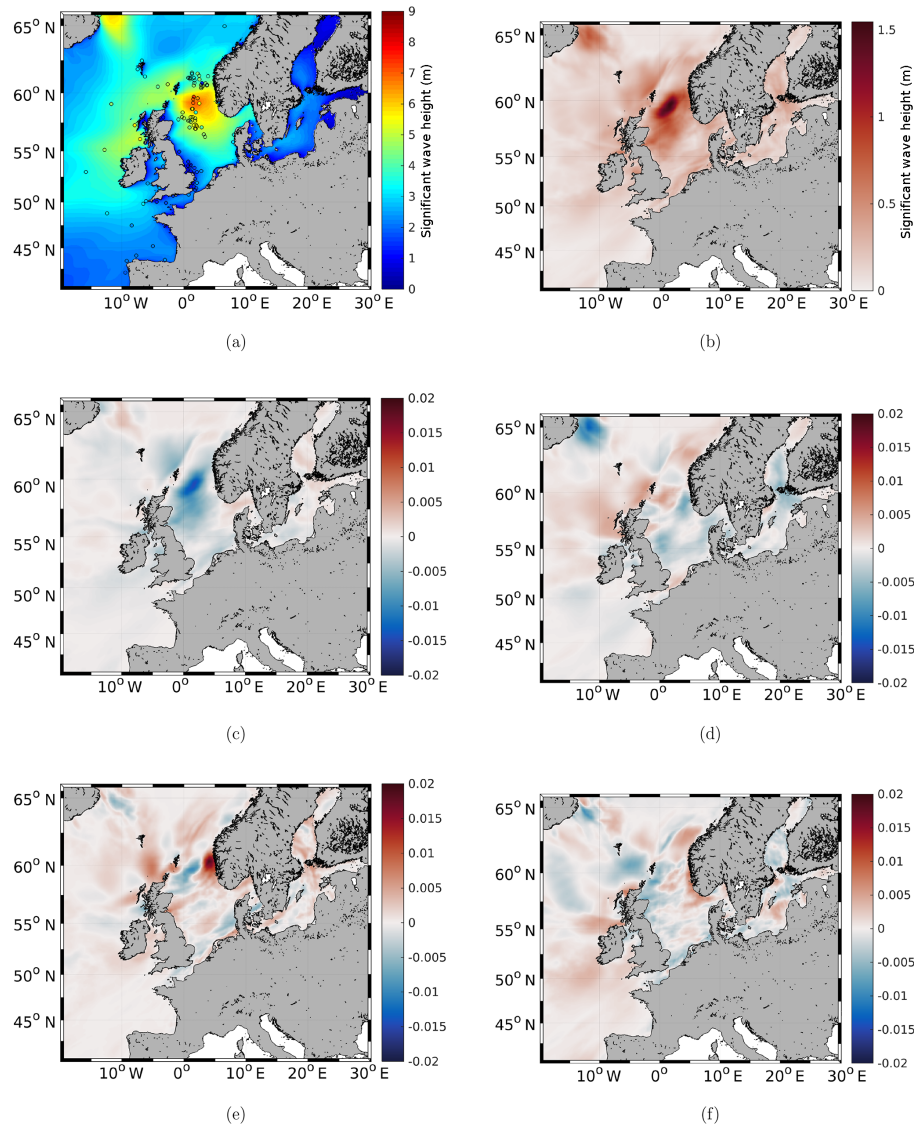 65° N
60° N
55° N
50° N
45° N
10° W 0° 10° E 20° E 30° E
9
8
7
6
5
4
3
2
1
0
Significant wave height (m)
(a)
65° N
60° N
55° N
50° N
45° N
10° W 0° 10° E 20° E 30° E
1.5
1
0.5
0
Significant wave height (m)
(b)
65° N
60° N
55° N
50° N
45° N
10° W 0° 10° E 20° E 30° E
0.02
0.015
0.01
0.005
0
-0.005
-0.01
-0.015
-0.02
(c)
65° N
60° N
55° N
50° N
45° N
10° W 0° 10° E 20° E 30° E
0.02
0.015
0.01
0.005
0
-0.005
-0.01
-0.015
-0.02
(d)
65° N
60° N
55° N
50° N
45° N
10° W 0° 10° E 20° E 30° E
0.02
0.015
0.01
0.005
0
-0.005
-0.01
-0.015
-0.02
(e)
65° N
60° N
55° N
50° N
45° N
10° W 0° 10° E 20° E 30° E
0.02
0.015
0.01
0.005
0
-0.005
-0.01
-0.015
-0.02
(f)